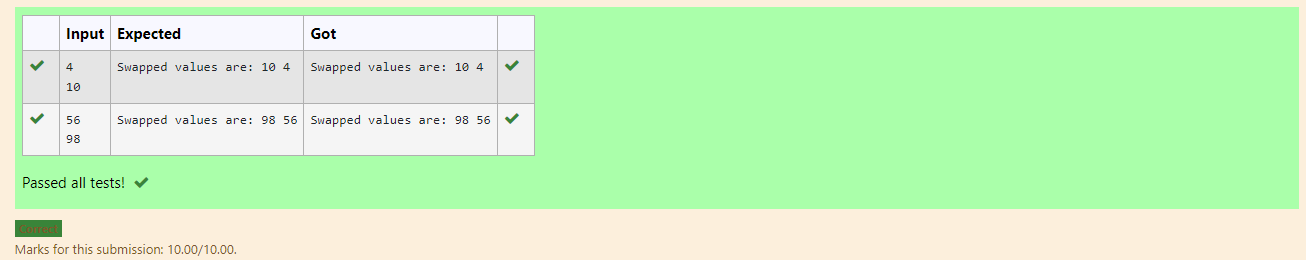 Input Expected Got
4 Swapped values are: 10 4 Swapped values are: 10 4
10
56 Swapped values are: 98 56 Swapped values are: 98 56
98
Passed all tests!
Correct
Marks for this submission: 10.00/10.00.